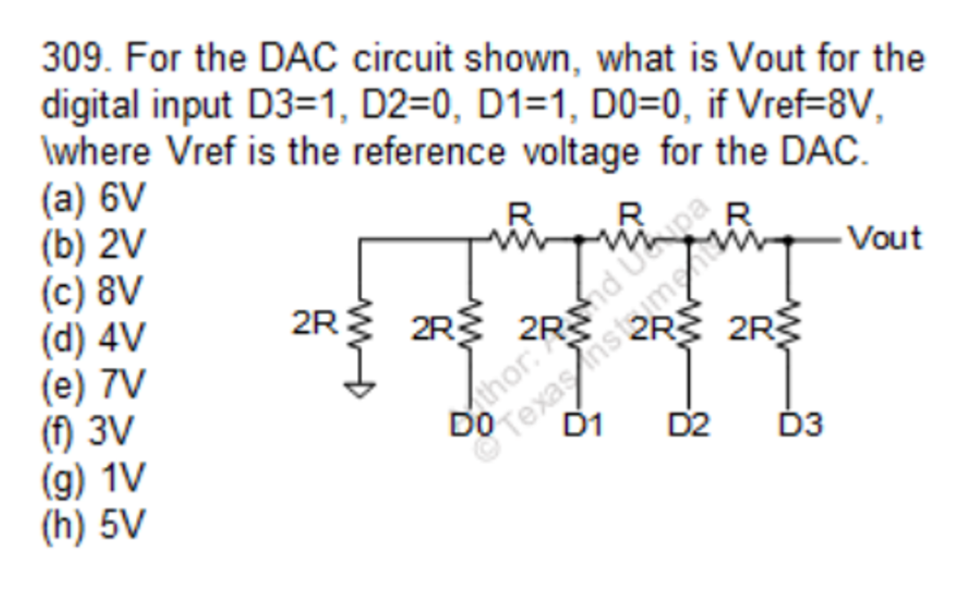 309. For the DAC circuit shown, what is Vout for the
digital input D3=1, D2=0, D1=1, D0=0, if Vref=8V,
\where Vref is the reference voltage for the DAC.
(a) 6V
(b) 2V
(c) 8V
(d) 4V
(e) 7V
(f) 3V
(g) 1V
(h) 5V
R R R
Vout
2R 2R 2R 2R 2R
D0 D1 D2 D3
© Texas Instruments